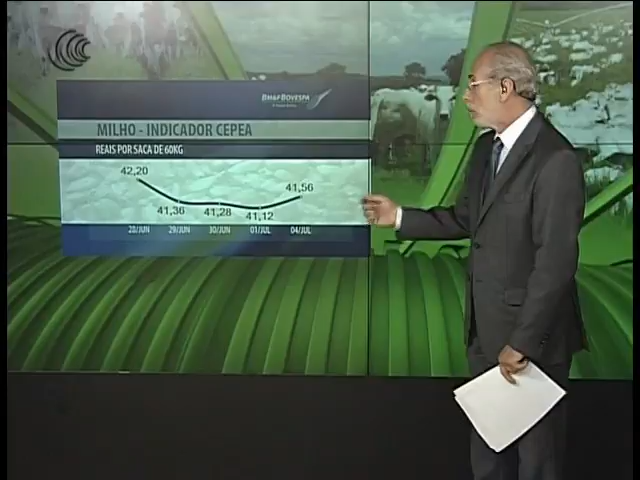 BM&FBOVESPA
MILHO - INDICADOR CEPEA
REAIS POR SACA DE 60KG
42,20
41,36
41,28
41,12
41,56
28/JUN 29/JUN 30/JUN 01/JUL 04/JUL